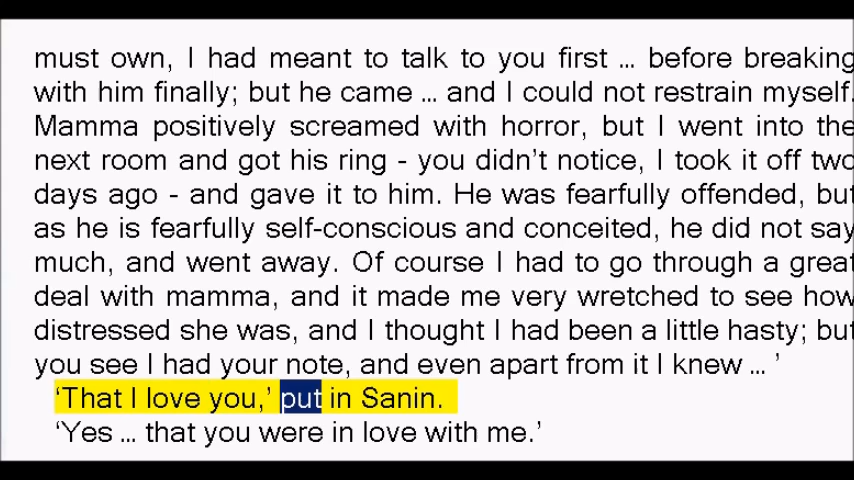 must own, I had meant to talk to you first ... before breaking
with him finally; but he came ... and I could not restrain myself.
Mamma positively screamed with horror, but I went into the
next room and got his ring - you didn’t notice, I took it off two
days ago - and gave it to him. He was fearfully offended, but
as he is fearfully self-conscious and conceited, he did not say
much, and went away. Of course I had to go through a great
deal with mamma, and it made me very wretched to see how
distressed she was, and I thought I had been a little hasty; but
you see I had your note, and even apart from it I knew ... ’
‘That I love you,’ put in Sanin.
‘Yes ... that you were in love with me.’